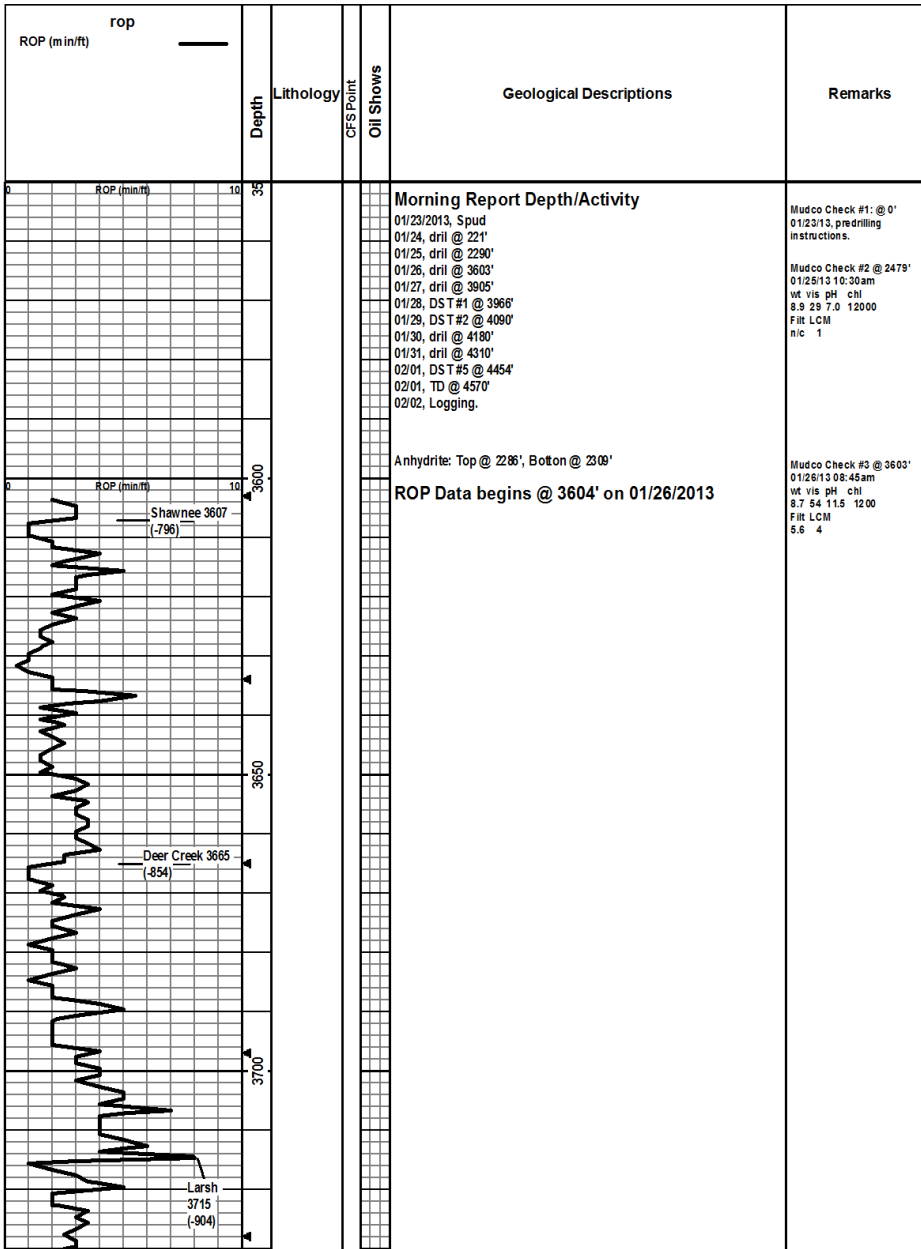 rop
ROP (min/ft)
Depth
Lithology
CFS Point
Oil Shows
Geological Descriptions
Remarks
0 ROP (min/ft) 10
35
Morning Report Depth/Activity
01/23/2013, Spud
01/24, dril @ 221'
01/25, dril @ 2290'
01/26, dril @ 3603'
01/27, dril @ 3905'
01/28, DST #1 @ 3966'
01/29, DST #2 @ 4090'
01/30, dril @ 4180'
01/31, dril @ 4310'
02/01, DST #5 @ 4454'
02/01, TD @ 4570'
02/02, Logging.
Mudco Check #1: @ 0'
01/23/13, predrilling
instructions.
Mudco Check #2 @ 2479'
01/25/13 10:30am
wt vis pH chl
8.9 29 7.0 12000
Filt LCM
n/c 1
Anhydrite: Top @ 2286', Botton @ 2309'
ROP Data begins @ 3604' on 01/26/2013
Mudco Check #3 @ 3603'
01/26/13 08:45am
wt vis pH chl
8.7 54 11.5 1200
Filt LCM
5.6 4
3600
0 ROP (min/ft) 10
Shawnee 3607
(-796)
3650
Deer Creek 3665
(-854)
3700
Larsh
3715
(-904)